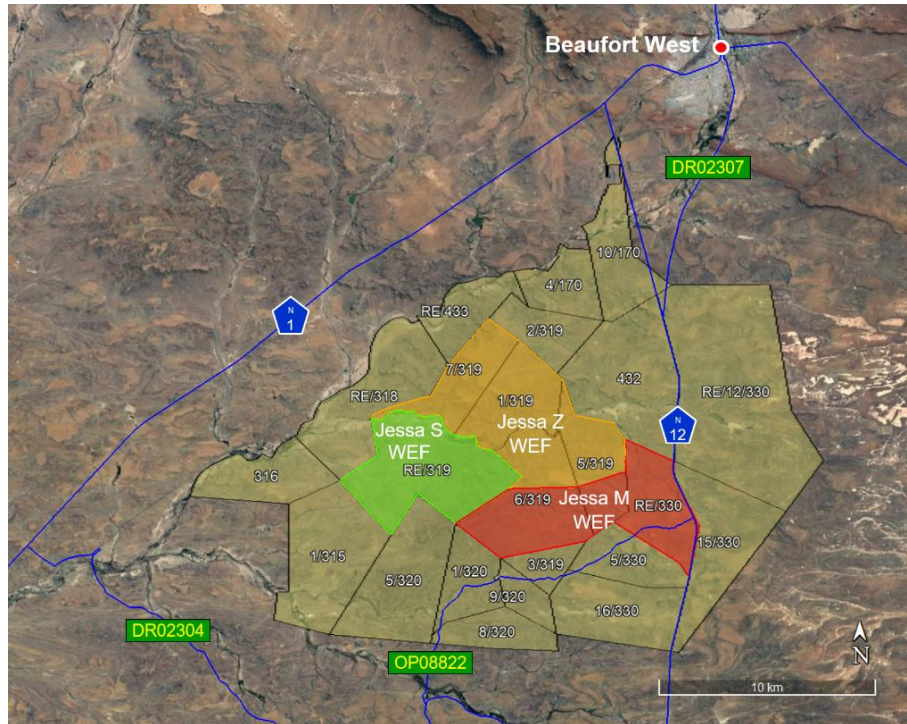 Beaufort West
DR02307
10/170
4/170
RE/433
N
1
2/319
7/319
432
RE/12/330
RE/318
1/319
N
12
Jessa S
WEF
Jessa Z
WEF
RE/319
5/319
316
6/319
Jessa M
WEF
RE/330
15/330
1/315
5/320
1/320
3/319
5/330
9/320
16/330
8/320
DR02304
OP08822
N
10 km